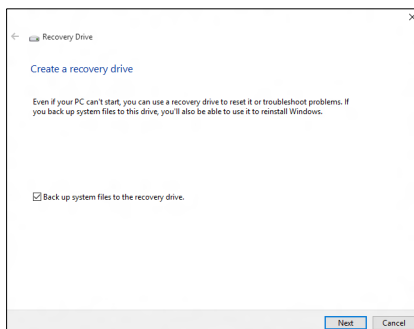 Recovery Drive
Create a recovery drive
Even if your PC can't start, you can use a recovery drive to reset it or troubleshoot problems. If
you back up system files to this drive, you'll also be able to use it to reinstall Windows.
Back up system files to the recovery drive.
Next Cancel